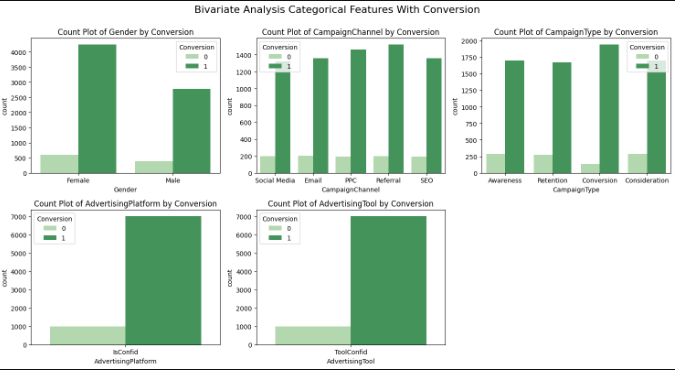 Bivariate Analysis Categorical Features With Conversion
Count Plot of Gender by Conversion
count
4000
3500
3000
2500
2000
1500
1000
500
0
Conversion
0
1
Female Male
Gender
Count Plot of CampaignChannel by Conversion
count
1400
1200
1000
800
600
400
200
0
Conversion
0
1
Social Media Email PPC Referral SEO
CampaignChannel
Count Plot of CampaignType by Conversion
count
2000
1750
1500
1250
1000
750
500
250
0
Conversion
0
1
Awareness Retention Conversion Consideration
CampaignType
Count Plot of AdvertisingPlatform by Conversion
count
7000
6000
5000
4000
3000
2000
1000
0
Conversion
0
1
IsConfid
AdvertisingPlatform
Count Plot of AdvertisingTool by Conversion
count
7000
6000
5000
4000
3000
2000
1000
0
Conversion
0
1
ToolConfid
AdvertisingTool